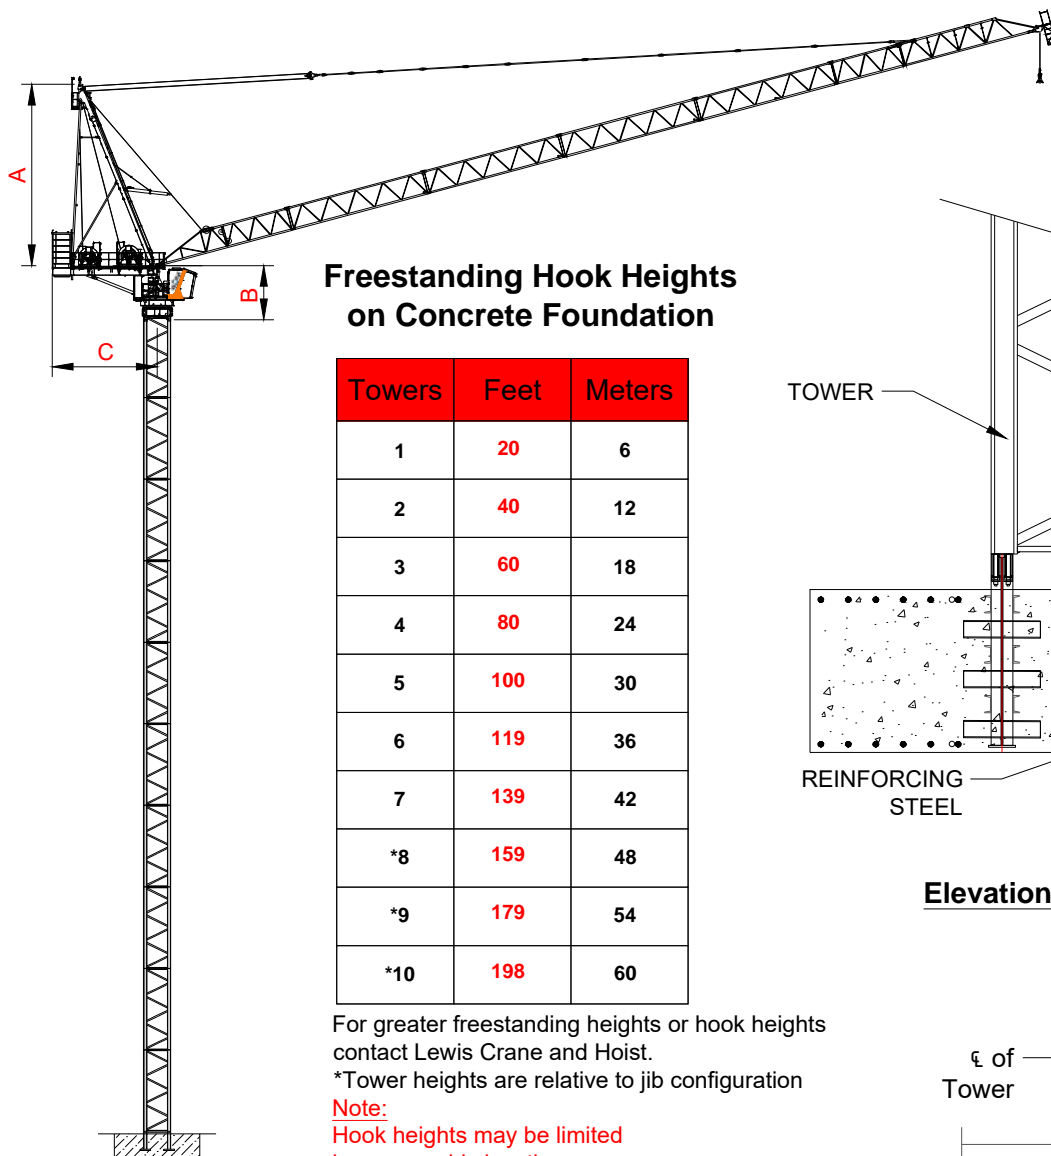 A
B
C
Freestanding Hook Heights
on Concrete Foundation
Towers Feet Meters
1 20 6
2 40 12
3 60 18
4 80 24
5 100 30
6 119 36
7 139 42
*8 159 48
*9 179 54
*10 198 60
For greater freestanding heights or hook heights
contact Lewis Crane and Hoist.
*Tower heights are relative to jib configuration
Note:
Hook heights may be limited
TOWER
REINFORCING
STEEL
Elevation
℄ of
Tower